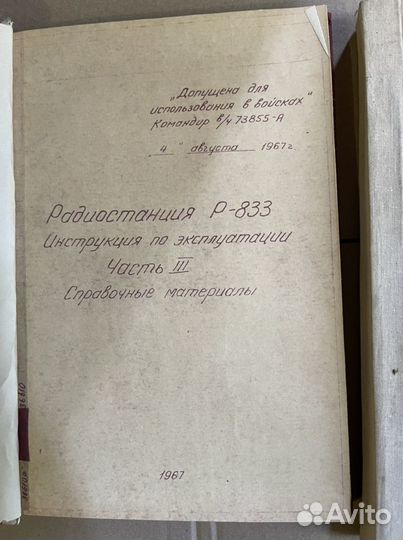 „Допущена для
использования в войсках"
Командир в/ч 73855-А
„ 4 " августа 1967 г.
Радиостанция Р-833
Инструкция по эксплуатации
Часть III
Справочные материалы
1967
Avito